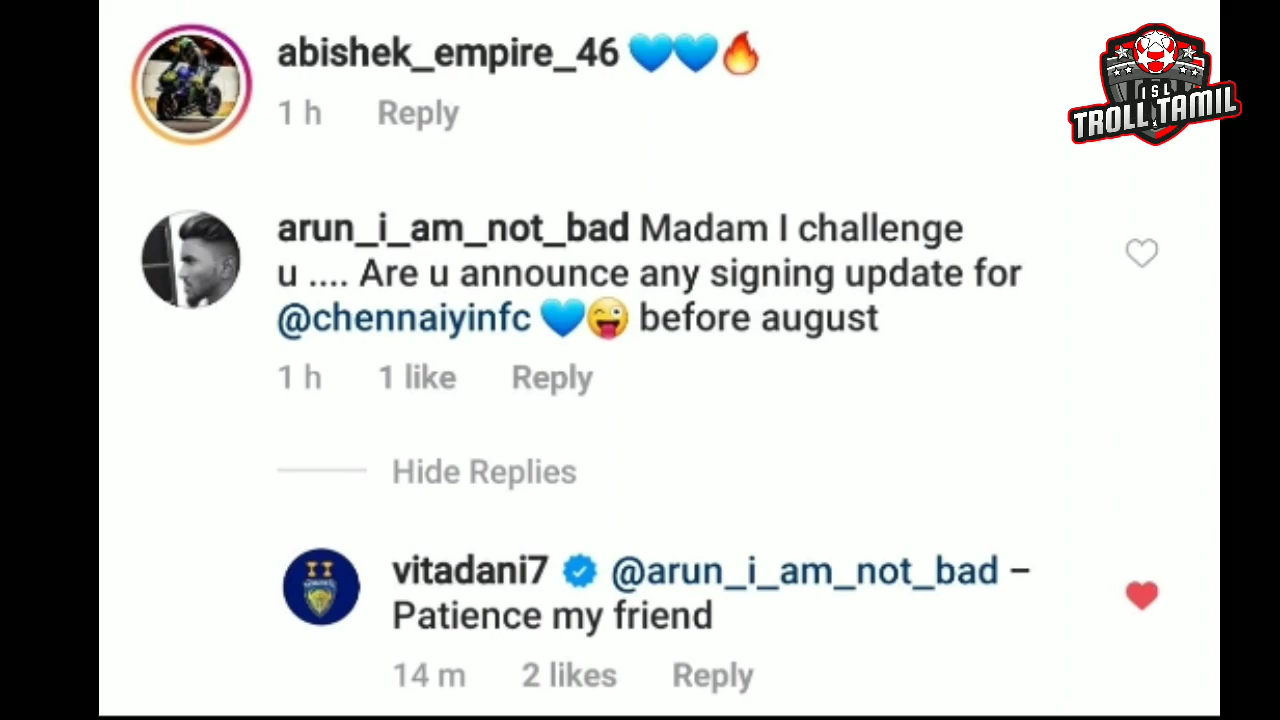 abishek_empire_46 💙💙🔥
1 h Reply
ISL
TROLL TAMIL
arun_i_am_not_bad Madam I challenge
u .... Are u announce any signing update for
@chennaiyinfc 💙😜 before august
1 h 1 like Reply
Hide Replies
vitadani7 @arun_i_am_not_bad –
Patience my friend
14 m 2 likes Reply